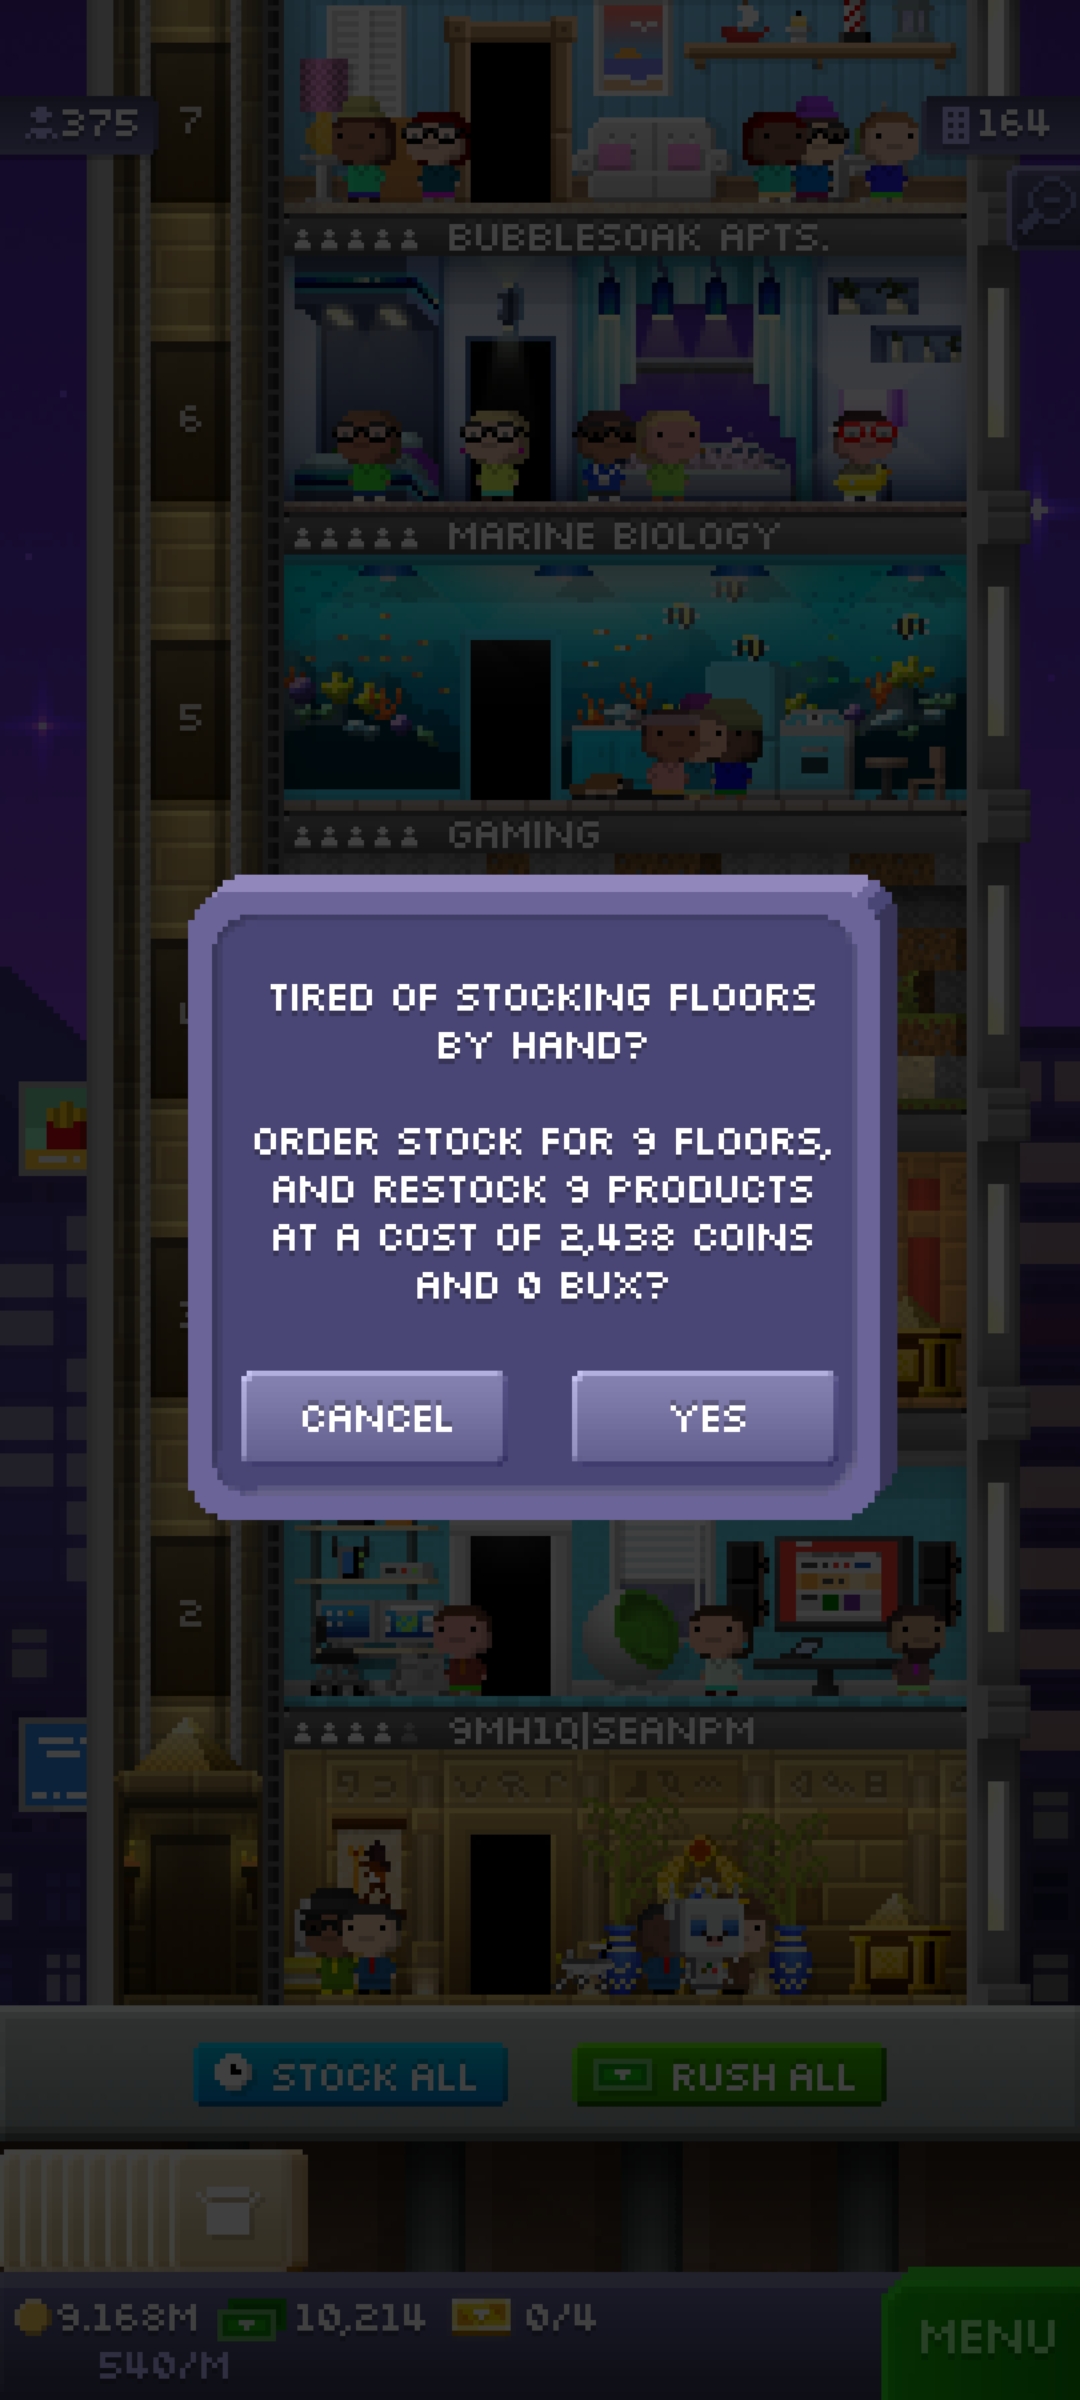 375
7
164
BUBBLESOAK APTS.
6
MARINE BIOLOGY
5
GAMING
TIRED OF STOCKING FLOORS
BY HAND?
ORDER STOCK FOR 9 FLOORS,
AND RESTOCK 9 PRODUCTS
AT A COST OF 2,438 COINS
AND 0 BUX?
CANCEL
YES
2
9MH1Q|SEANPM
STOCK ALL
RUSH ALL
9.168M
10,214
0/4
MENU
540/M